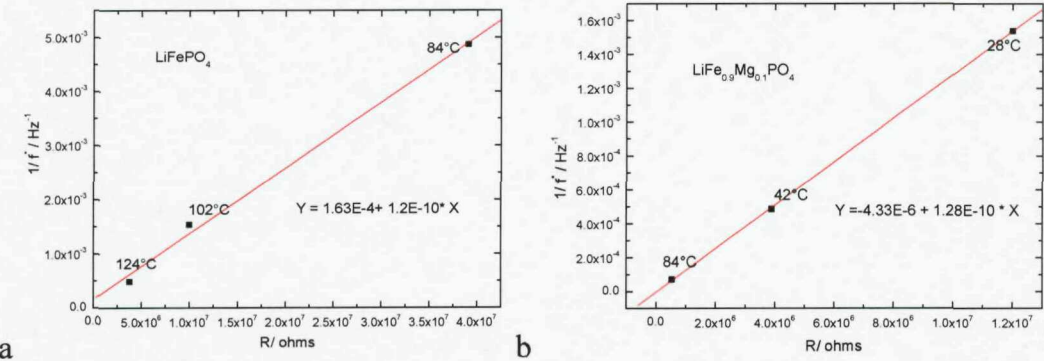 5.0x10⁻³
4.0x10⁻³
3.0x10⁻³
2.0x10⁻³
1.0x10⁻³
0.0
1/ f* / Hz⁻¹
LiFePO₄
84°C
102°C
124°C
Y = 1.63E-4+ 1.2E-10* X
0.0 5.0x10⁶ 1.0x10⁷ 1.5x10⁷ 2.0x10⁷ 2.5x10⁷ 3.0x10⁷ 3.5x10⁷ 4.0x10⁷
R/ ohms
a
1.6x10⁻³
1.4x10⁻³
1.2x10⁻³
1.0x10⁻³
8.0x10⁻⁴
6.0x10⁻⁴
4.0x10⁻⁴
2.0x10⁻⁴
0.0
1/ f* / Hz⁻¹
LiFe₀.₉Mg₀.₁PO₄
28°C
42°C
84°C
Y =-4.33E-6 + 1.28E-10 * X
0.0 2.0x10⁶ 4.0x10⁶ 6.0x10⁶ 8.0x10⁶ 1.0x10⁷ 1.2x10⁷
R/ ohms
b